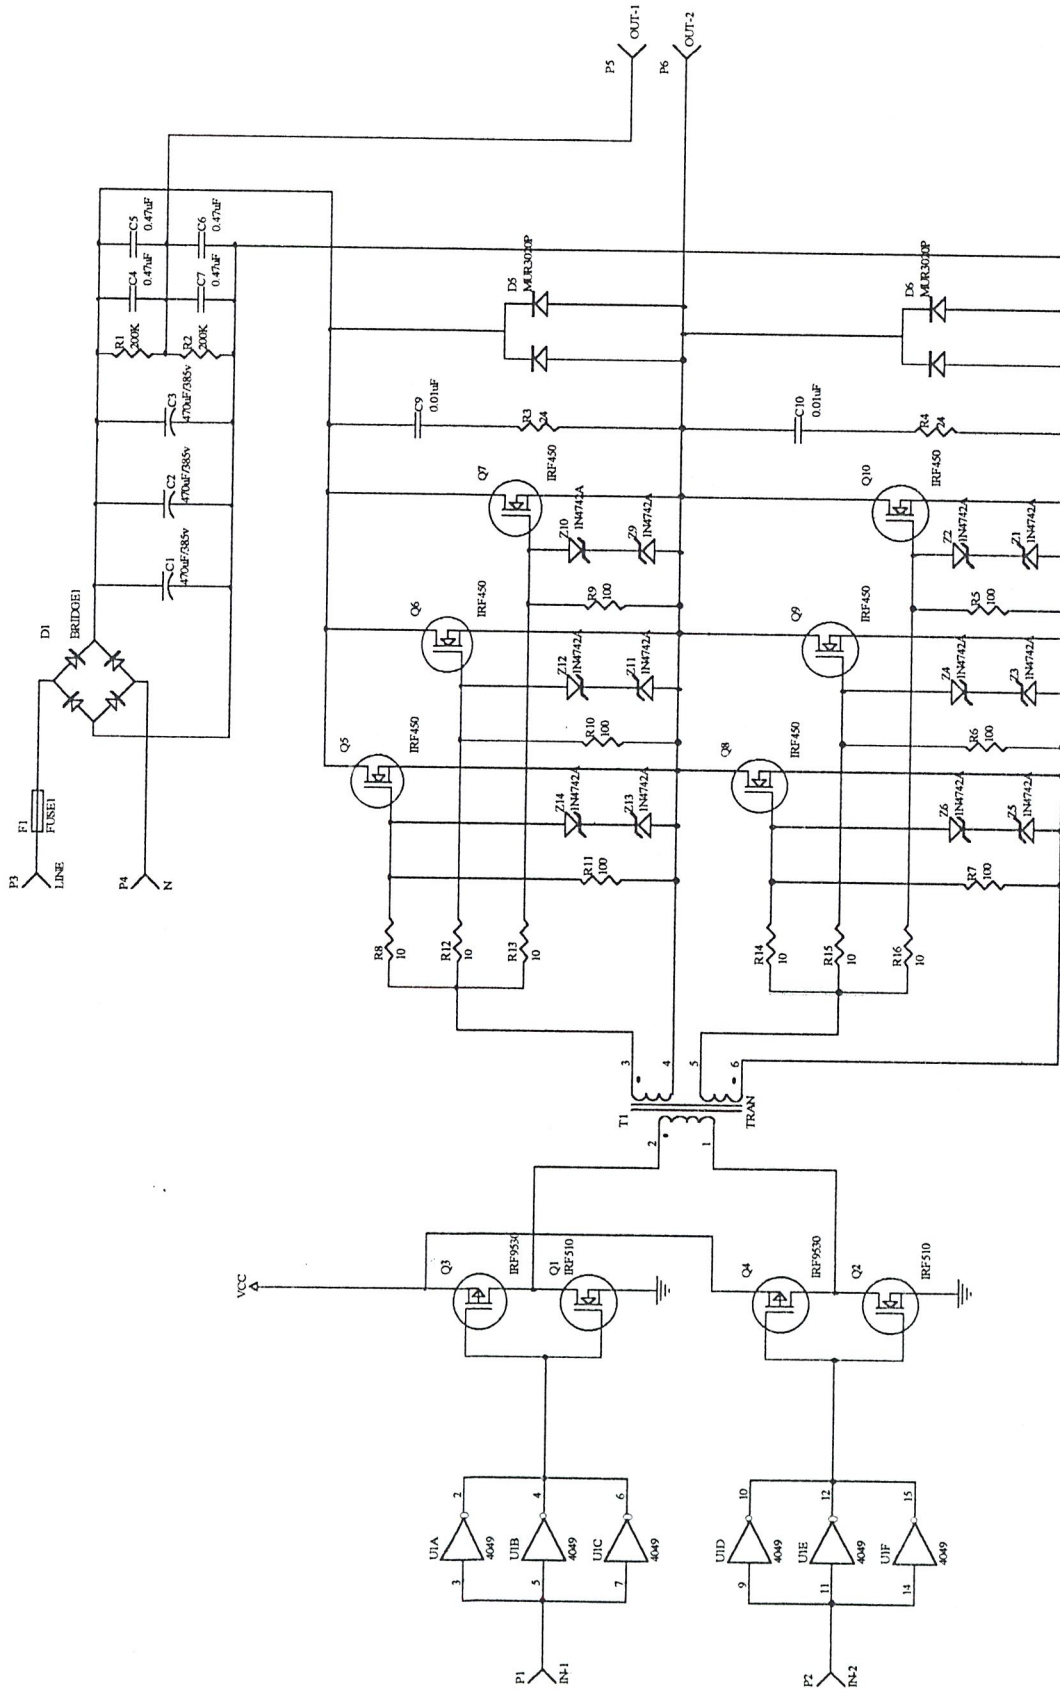 P3
LINE
F1
FUSE1
P4
N
D1
BRIDGE1
C1
470uF/385v
C2
470uF/385v
C3
470uF/385v
R1
200K
R2
200K
C4
0.47uF
C7
0.47uF
C5
0.47uF
C6
0.47uF
P5
OUT-1
P6
OUT-2
Q5
IRF450
Q6
IRF450
Q7
IRF450
C9
0.01uF
R3
24
D5
MUR3020P
R8
10
R12
10
R13
10
R11
100
Z14
1N4742A
Z13
1N4742A
R10
100
Z12
1N4742A
Z11
1N4742A
R9
100
Z10
1N4742A
Z9
1N4742A
Q8
IRF450
Q9
IRF450
Q10
IRF450
C10
0.01uF
R4
24
D6
MUR3020P
R14
10
R15
10
R16
10
R7
100
Z6
1N4742A
Z5
1N4742A
R6
100
Z4
1N4742A
Z3
1N4742A
R5
100
Z2
1N4742A
Z1
1N4742A
T1
TRAN
2
1
3
4
5
6
VCC
Q3
IRF9530
Q1
IRF510
Q4
IRF9530
Q2
IRF510
U1A
4049
3
2
U1B
4049
5
4
U1C
4049
7
6
U1D
4049
9
10
U1E
4049
11
12
U1F
4049
14
15
P1
IN-1
P2
IN-2